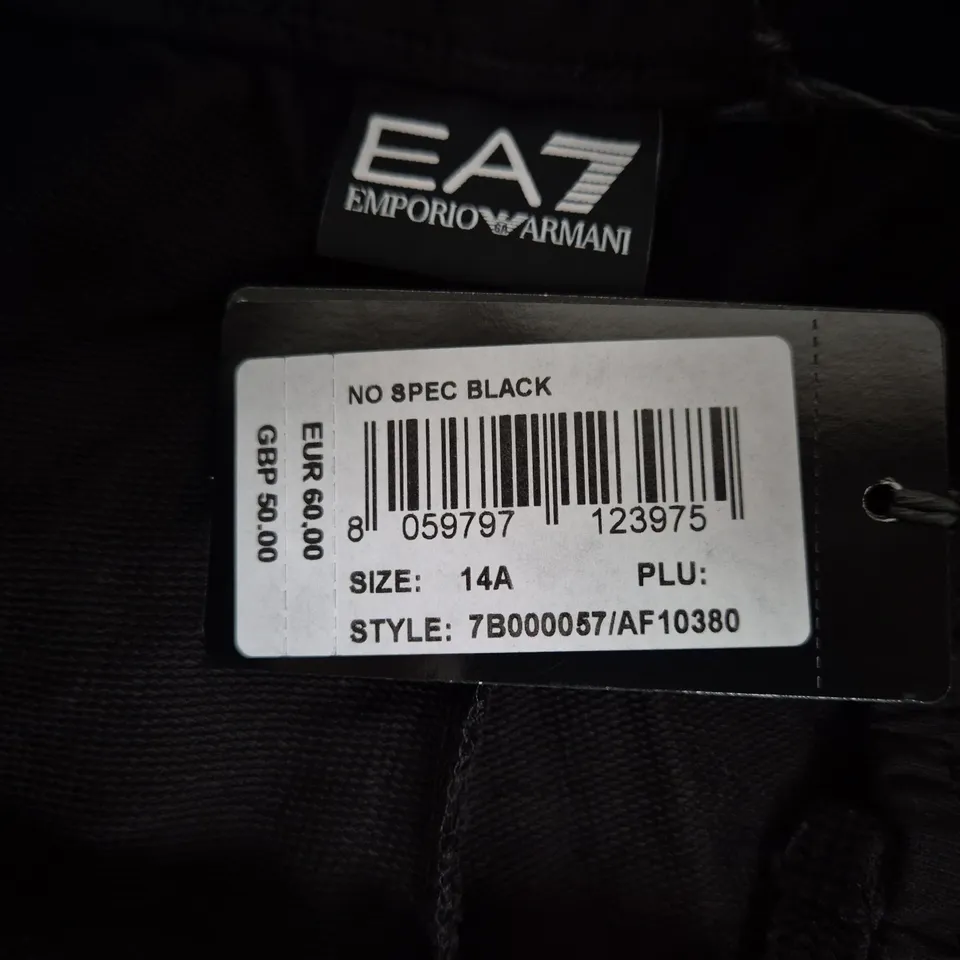 EA7
EMPORIO ARMANI
NO SPEC BLACK
8 059797 123975
SIZE: 14A PLU:
STYLE: 7B000057/AF10380
EUR 60.00
GBP 50.00